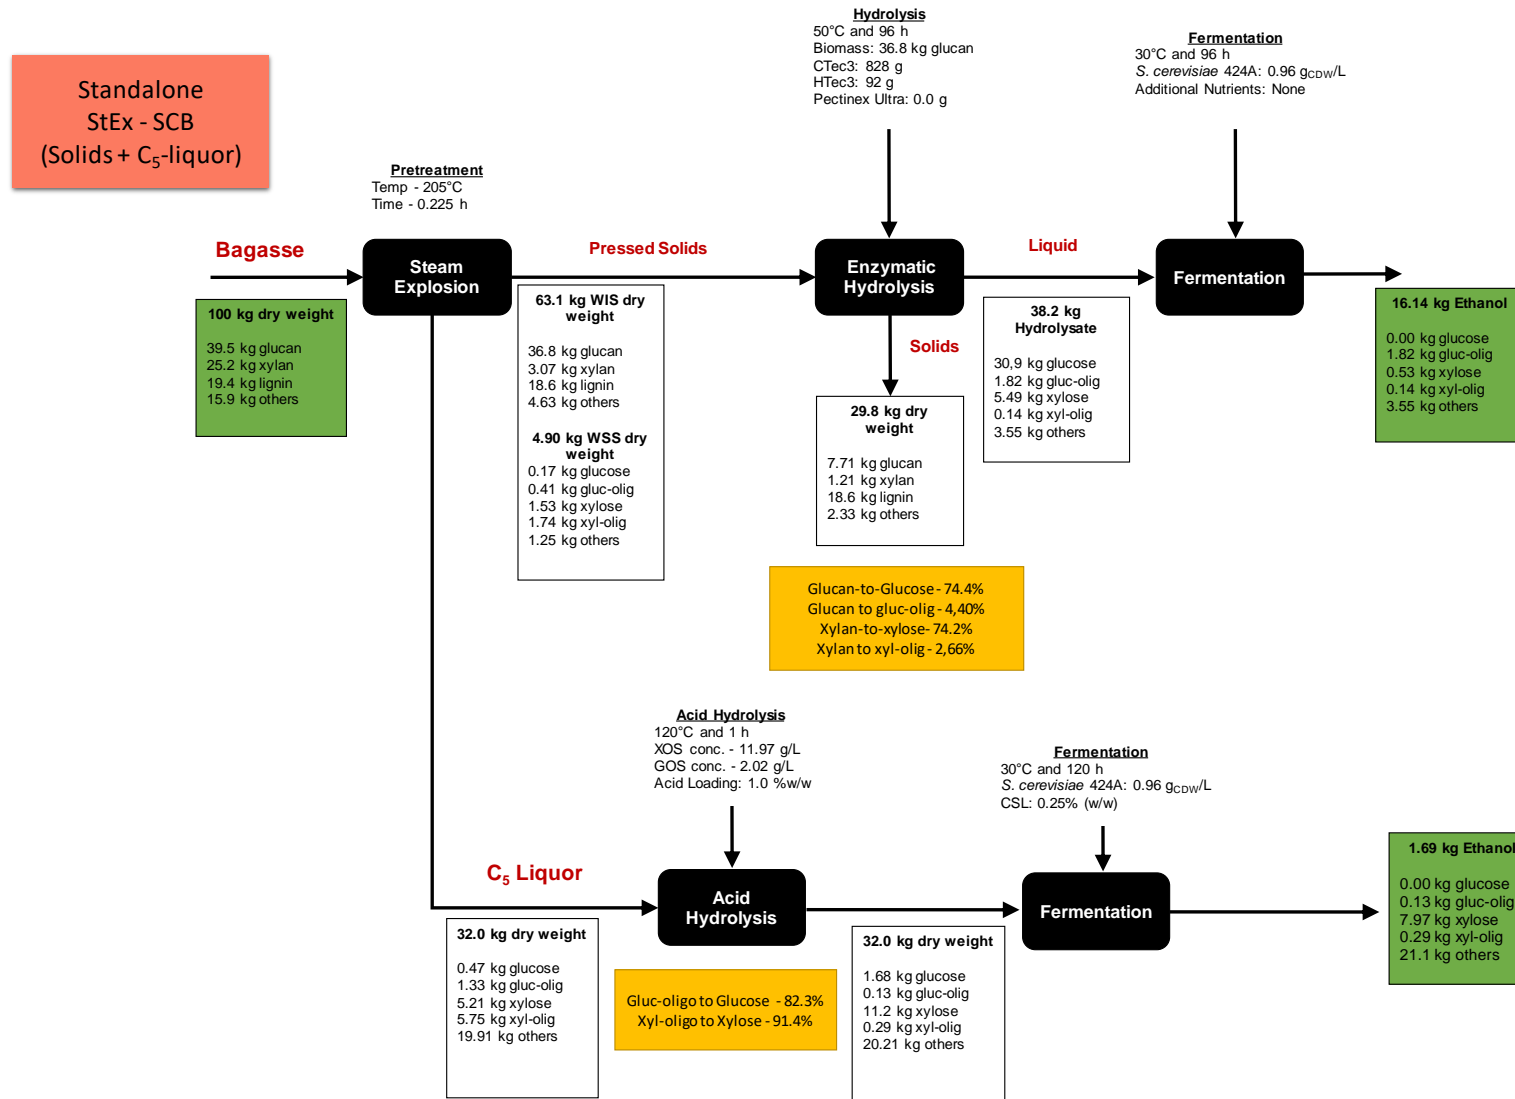 Standalone
StEx - SCB
(Solids + C5-liquor)
Pretreatment
Temp - 205°C
Time - 0.225 h
Hydrolysis
50°C and 96 h
Biomass: 36.8 kg glucan
CTec3: 828 g
HTec3: 92 g
Pectinex Ultra: 0.0 g
Fermentation
30°C and 96 h
S. cerevisiae 424A: 0.96 gCDW/L
Additional Nutrients: None
Bagasse
Steam
Explosion
Pressed Solids
Enzymatic
Hydrolysis
Liquid
Fermentation
Solids
100 kg dry weight
39.5 kg glucan
25.2 kg xylan
19.4 kg lignin
15.9 kg others
63.1 kg WIS dry
weight
36.8 kg glucan
3.07 kg xylan
18.6 kg lignin
4.63 kg others
4.90 kg WSS dry
weight
0.17 kg glucose
0.41 kg gluc-olig
1.53 kg xylose
1.74 kg xyl-olig
1.25 kg others
29.8 kg dry
weight
7.71 kg glucan
1.21 kg xylan
18.6 kg lignin
2.33 kg others
38.2 kg
Hydrolysate
30,9 kg glucose
1.82 kg gluc-olig
5.49 kg xylose
0.14 kg xyl-olig
3.55 kg others
16.14 kg Ethanol
0.00 kg glucose
1.82 kg gluc-olig
0.53 kg xylose
0.14 kg xyl-olig
3.55 kg others
Glucan-to-Glucose - 74.4%
Glucan to gluc-olig - 4,40%
Xylan-to-xylose- 74.2%
Xylan to xyl-olig - 2,66%
Acid Hydrolysis
120°C and 1 h
XOS conc. - 11.97 g/L
GOS conc. - 2.02 g/L
Acid Loading: 1.0 %w/w
Fermentation
30°C and 120 h
S. cerevisiae 424A: 0.96 gCDW/L
CSL: 0.25% (w/w)
C5 Liquor
Acid
Hydrolysis
Fermentation
32.0 kg dry weight
0.47 kg glucose
1.33 kg gluc-olig
5.21 kg xylose
5.75 kg xyl-olig
19.91 kg others
Gluc-oligo to Glucose - 82.3%
Xyl-oligo to Xylose - 91.4%
32.0 kg dry weight
1.68 kg glucose
0.13 kg gluc-olig
11.2 kg xylose
0.29 kg xyl-olig
20.21 kg others
1.69 kg Ethanol
0.00 kg glucose
0.13 kg gluc-olig
7.97 kg xylose
0.29 kg xyl-olig
21.1 kg others